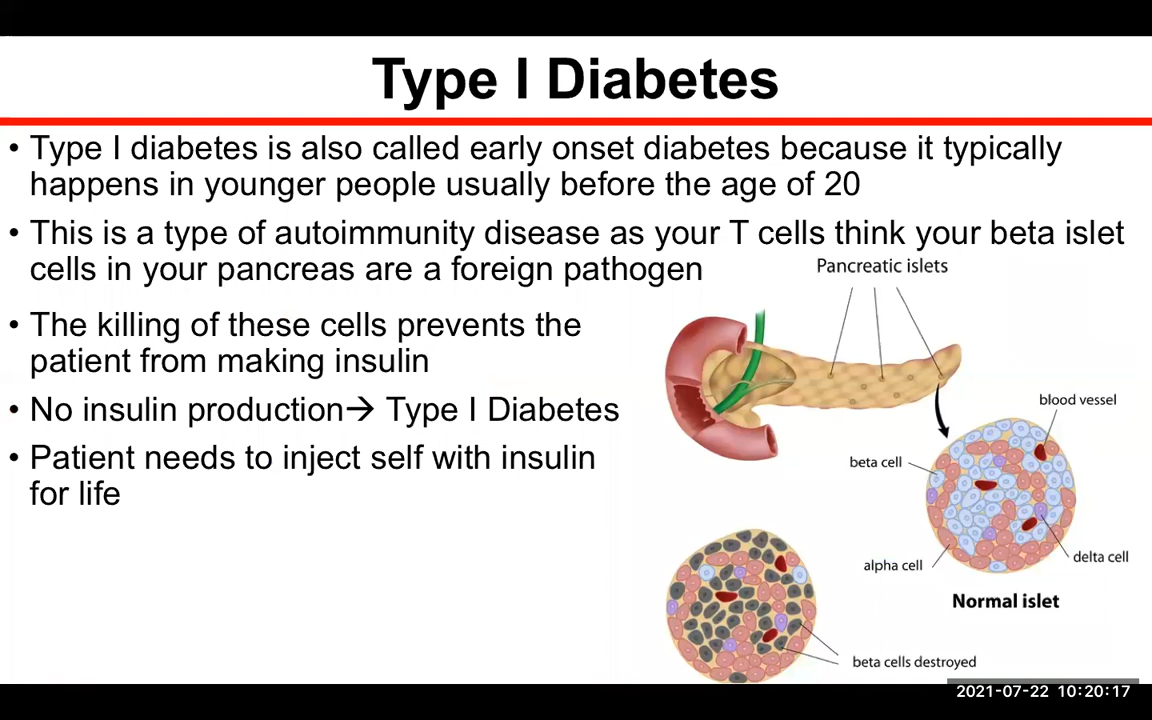 Type I Diabetes
• Type I diabetes is also called early onset diabetes because it typically
happens in younger people usually before the age of 20
• This is a type of autoimmunity disease as your T cells think your beta islet
cells in your pancreas are a foreign pathogen
• The killing of these cells prevents the
patient from making insulin
• No insulin production→ Type I Diabetes
• Patient needs to inject self with insulin
for life
Pancreatic islets
blood vessel
beta cell
alpha cell
delta cell
Normal islet
beta cells destroyed
2021-07-22 10:20:17